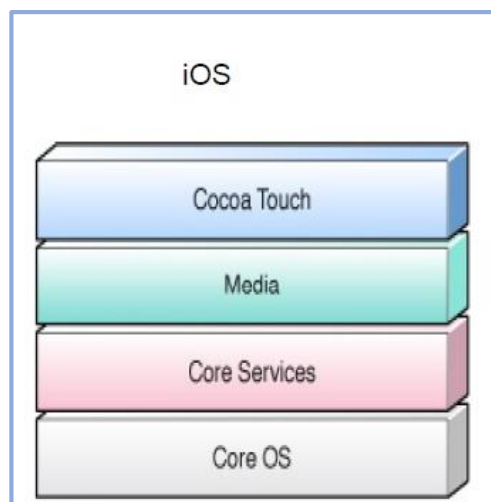 iOS
Cocoa Touch
Media
Core Services
Core OS